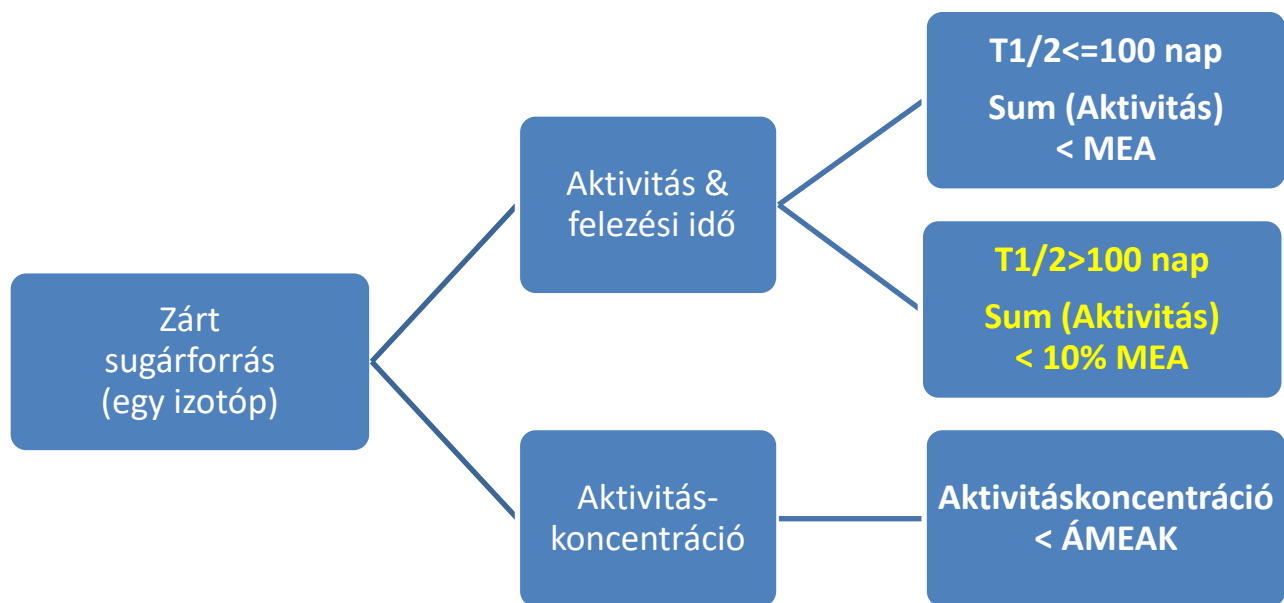 Zárt
sugárforrás
(egy izotóp)
Aktivitás &
felezési idő
T1/2<=100 nap
Sum (Aktivitás)
< MEA
T1/2>100 nap
Sum (Aktivitás)
< 10% MEA
Aktivitás-
koncentráció
Aktivitáskoncentráció
< ÁMEAK